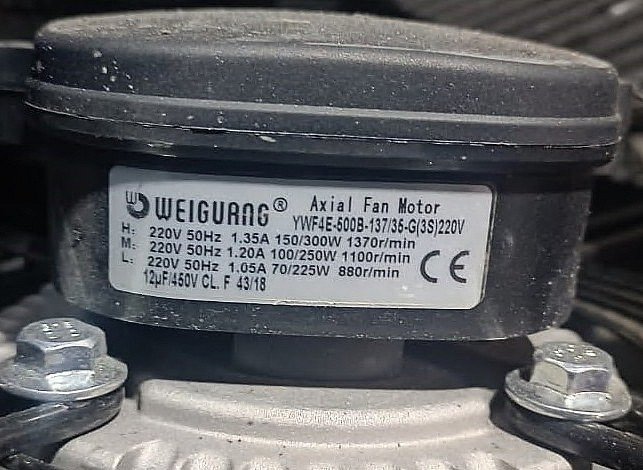 WEIGUANG® Axial Fan Motor
YWF4E-500B-137/35-G(3S)220V
H: 220V 50Hz 1.35A 150/300W 1370r/min
M: 220V 50Hz 1.20A 100/250W 1100r/min
L: 220V 50Hz 1.05A 70/225W 880r/min
12μF/450V CL. F 43/18
CE